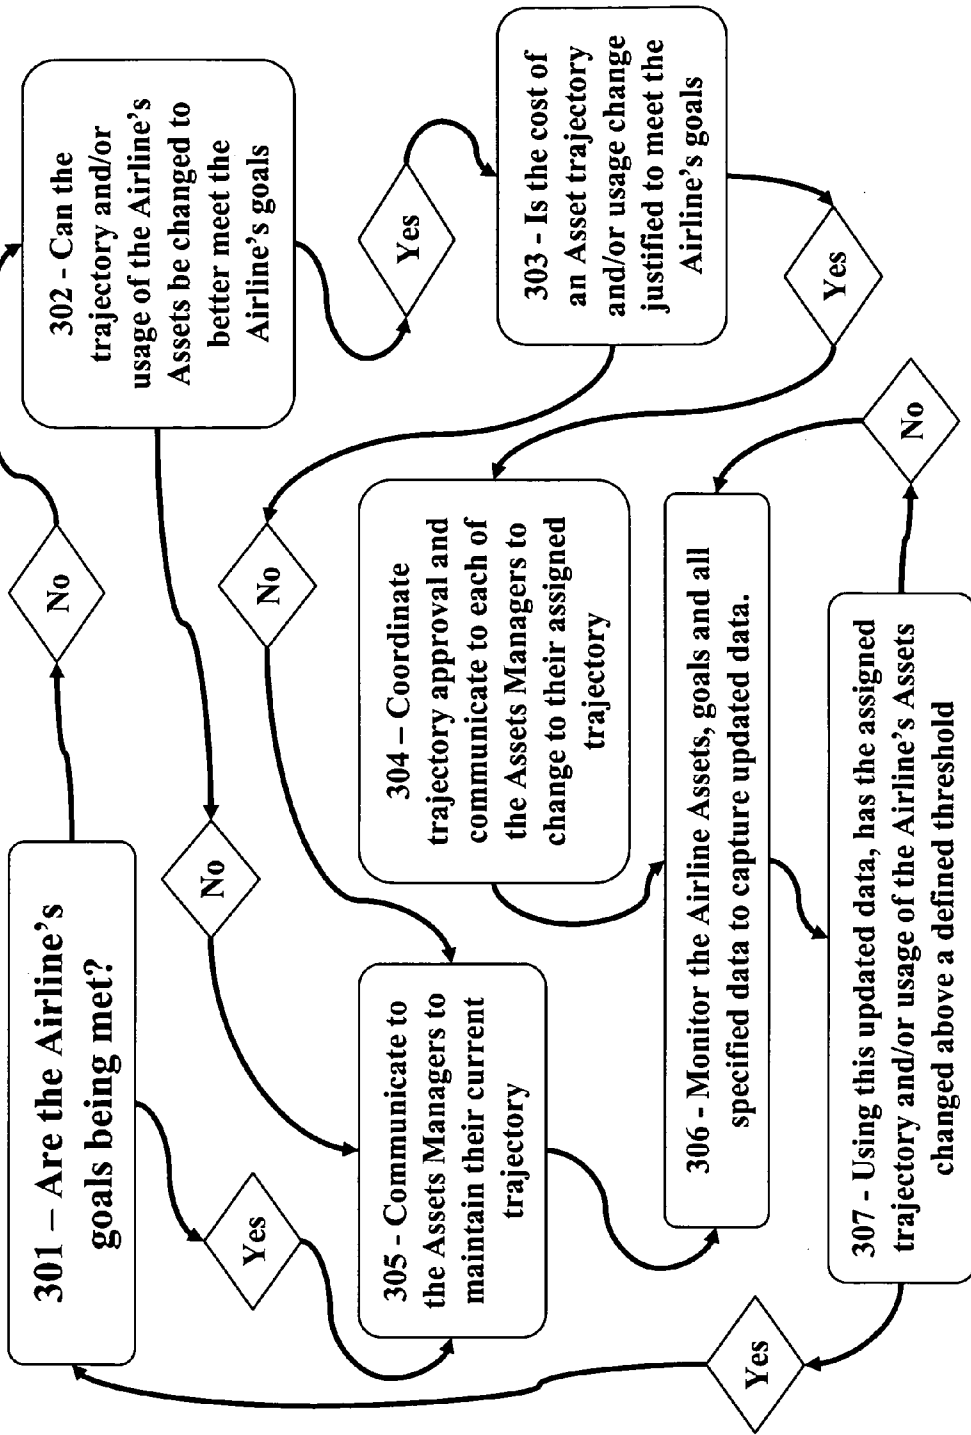 301 – Are the Airline's
goals being met?
No
302 - Can the
trajectory and/or
usage of the Airline's
Assets be changed to
better meet the
Airline's goals
Yes
No
No
Yes
303 - Is the cost of
an Asset trajectory
and/or usage change
justified to meet the
Airline's goals
305 - Communicate to
the Assets Managers to
maintain their current
trajectory
304 – Coordinate
trajectory approval and
communicate to each of
the Assets Managers to
change to their assigned
trajectory
Yes
306 - Monitor the Airline Assets, goals and all
specified data to capture updated data.
Yes
307 - Using this updated data, has the assigned
trajectory and/or usage of the Airline's Assets
changed above a defined threshold
No